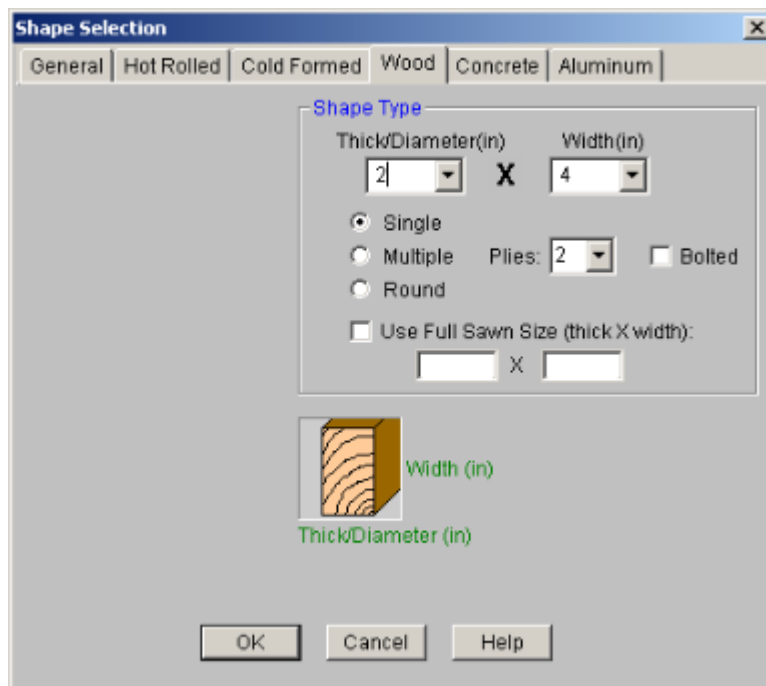 Shape Selection
General Hot Rolled Cold Formed Wood Concrete Aluminum
Shape Type
Thick/Diameter(in) Width(in)
2 X 4
Single
Multiple Plies: 2 Bolted
Round
Use Full Sawn Size (thick X width):
X
Width (in)
Thick/Diameter (in)
OK Cancel Help